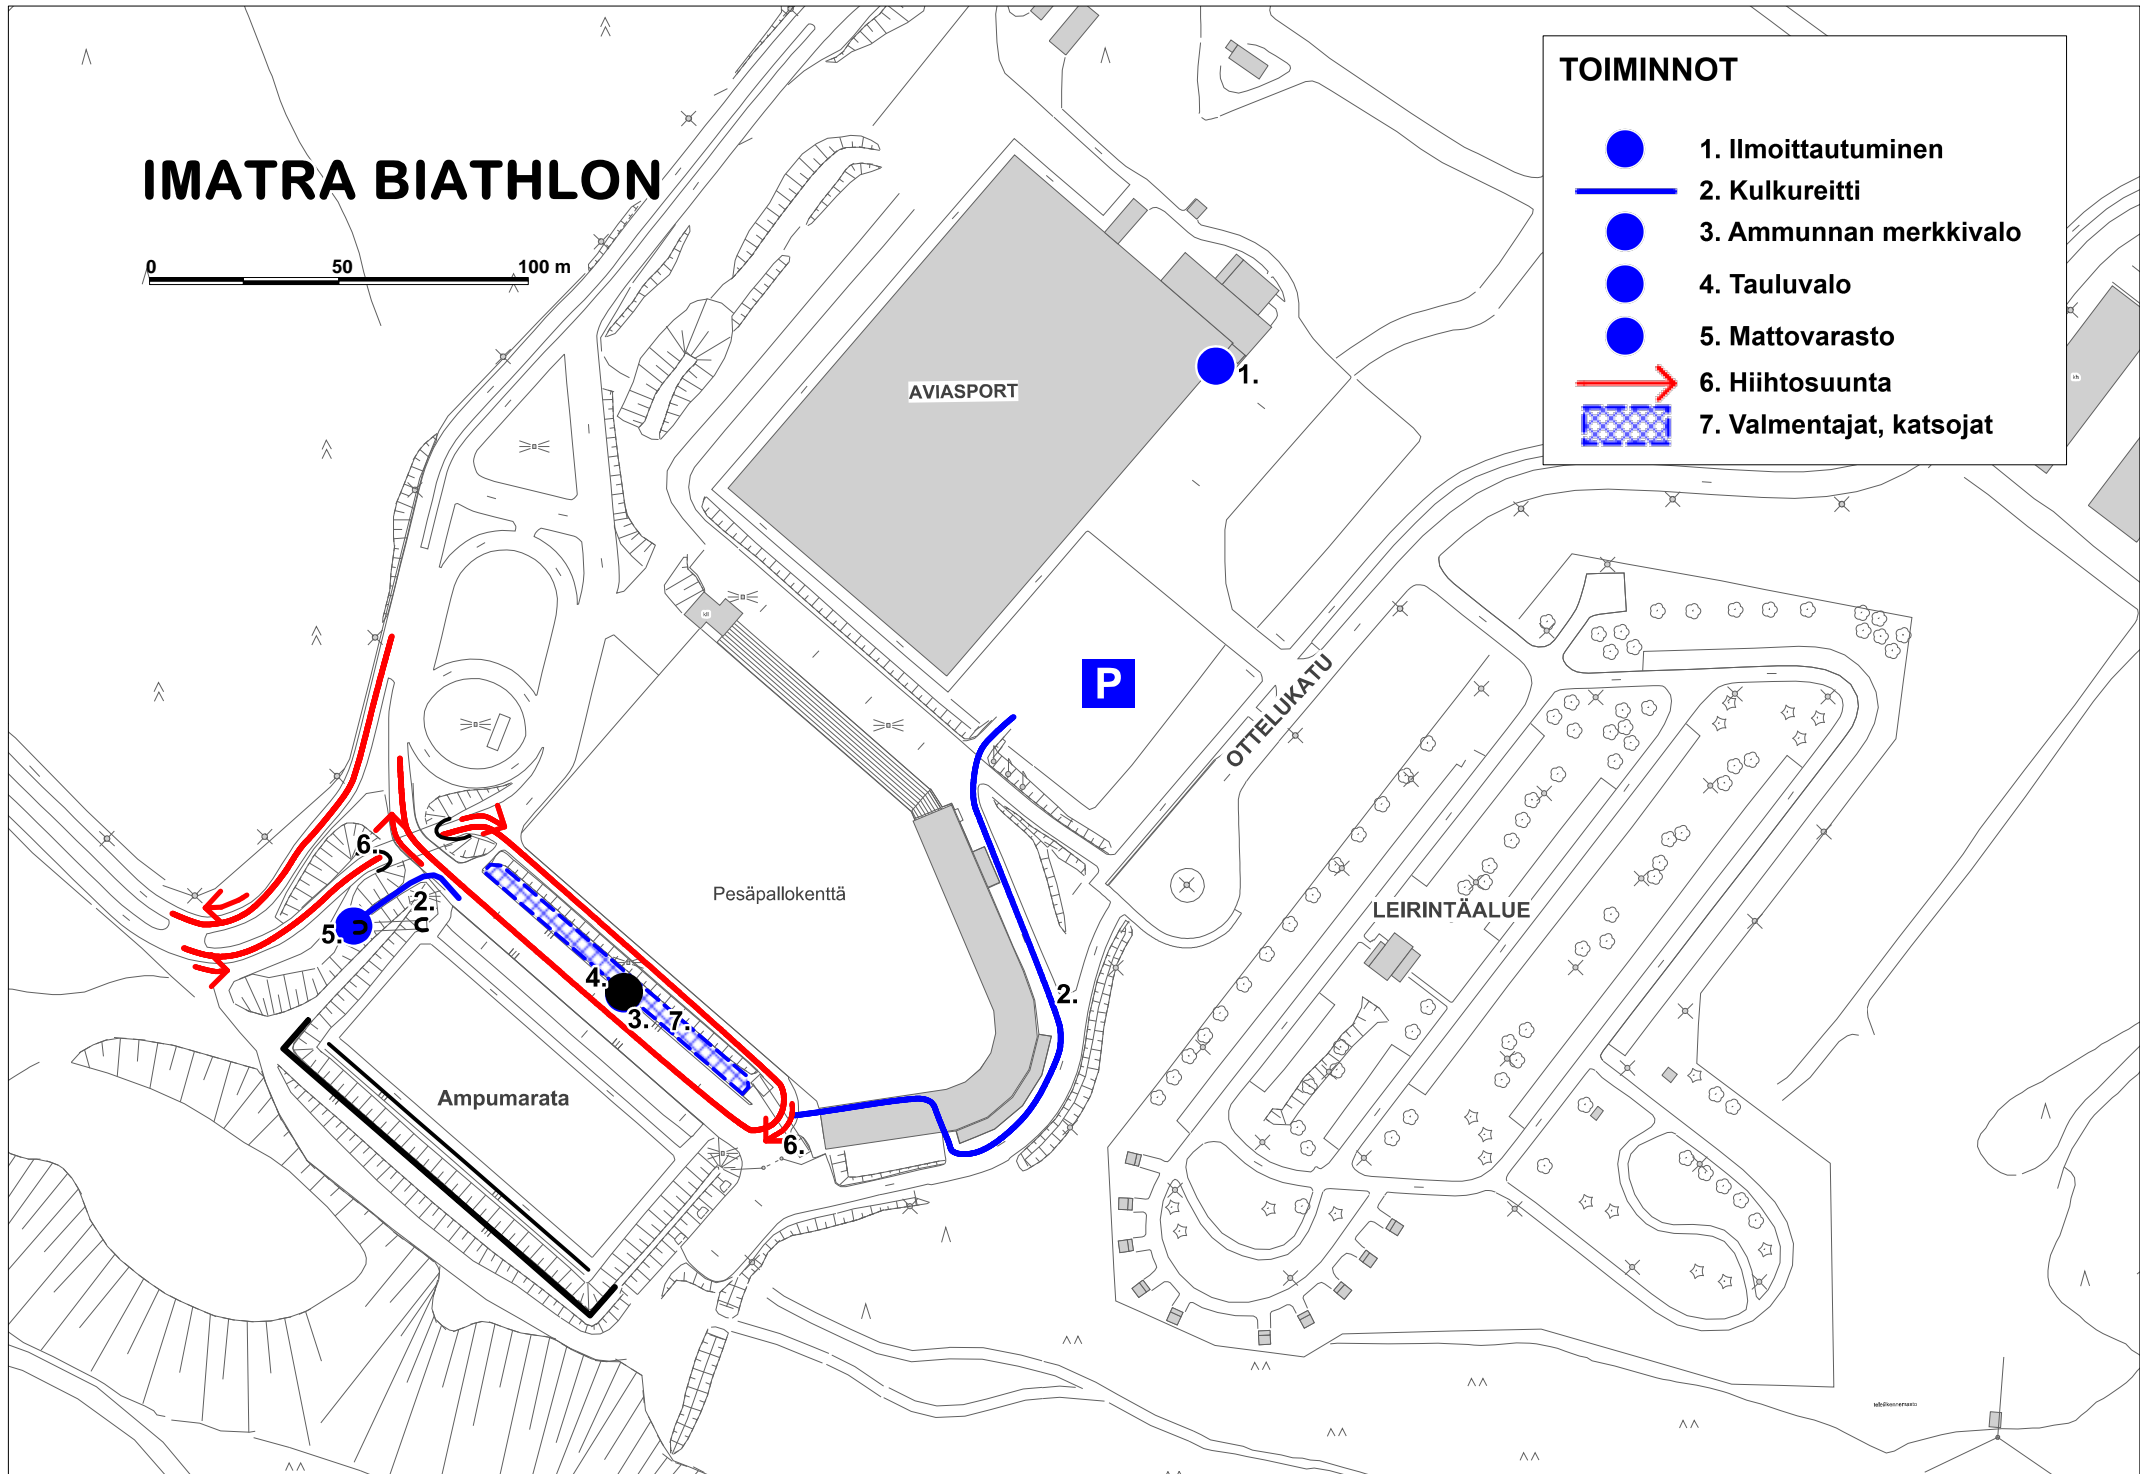 TOIMINNOT
1. Ilmoittautuminen
2. Kulkureitti
3. Ammunnan merkkivalo
4. Tauluvalo
5. Mattovarasto
6. Hiihtosuunta
7. Valmentajat, katsojat
IMATRA BIATHLON
0 50 100 m
AVIASPORT
1.
P
OTTELUKATU
6.
2.
5.
Pesäpallokenttä
LEIRINTÄALUE
4.
3.
7.
2.
Ampumarata
6.